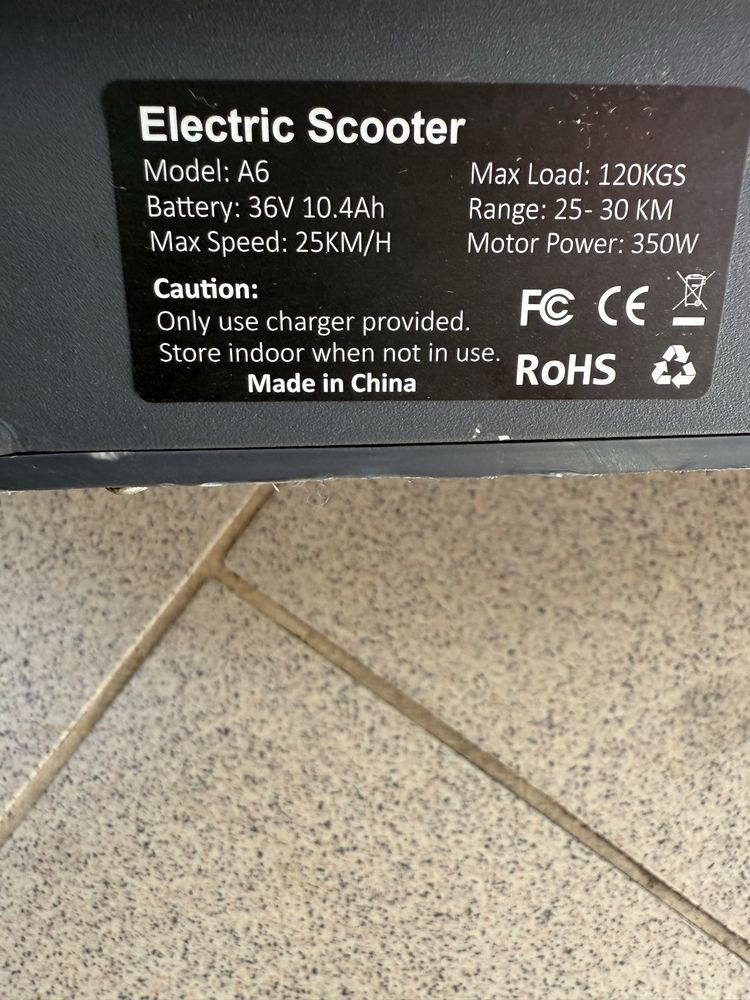 Electric Scooter
Model: A6
Battery: 36V 10.4Ah
Max Speed: 25KM/H
Max Load: 120KGS
Range: 25- 30 KM
Motor Power: 350W
Caution:
Only use charger provided.
Store indoor when not in use.
Made in China
FC CE
RoHS